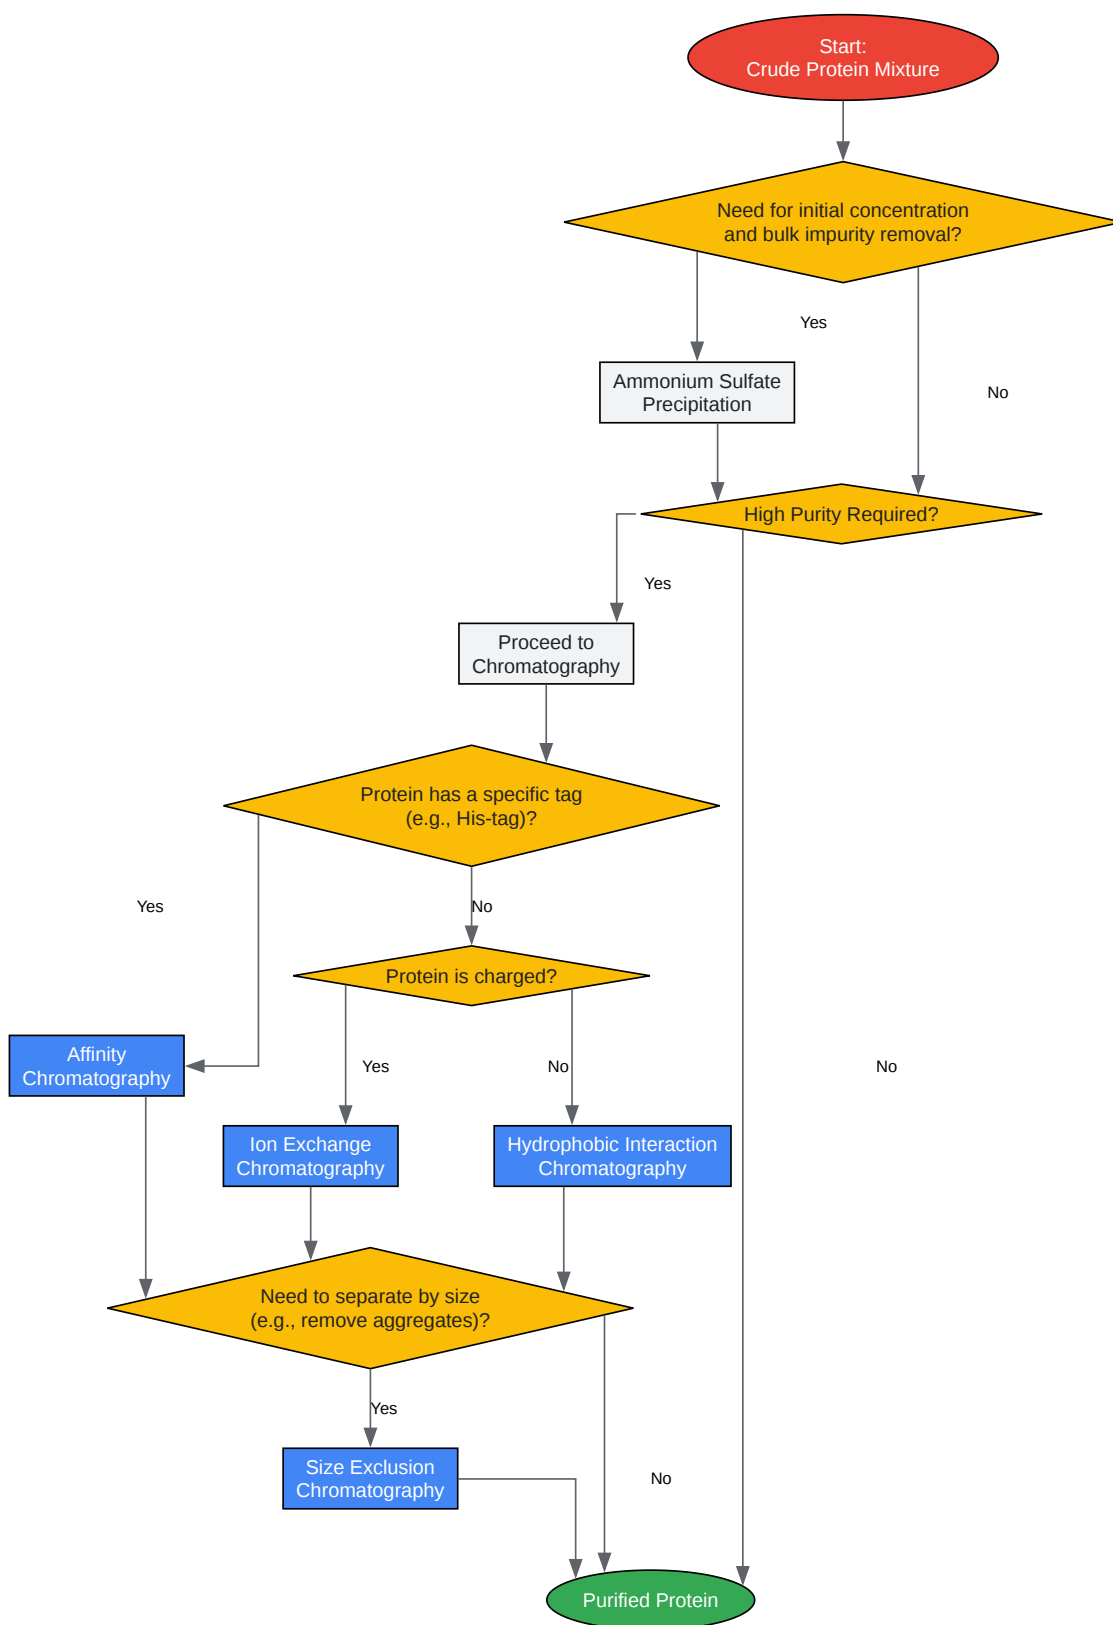 Start:
Crude Protein Mixture
Need for initial concentration
and bulk impurity removal?
Yes
No
Ammonium Sulfate
Precipitation
High Purity Required?
Yes
Proceed to
Chromatography
Protein has a specific tag
(e.g., His-tag)?
Yes
No
Protein is charged?
Affinity
Chromatography
Yes
No
No
Ion Exchange
Chromatography
Hydrophobic Interaction
Chromatography
Need to separate by size
(e.g., remove aggregates)?
Yes
Size Exclusion
Chromatography
No
Purified Protein